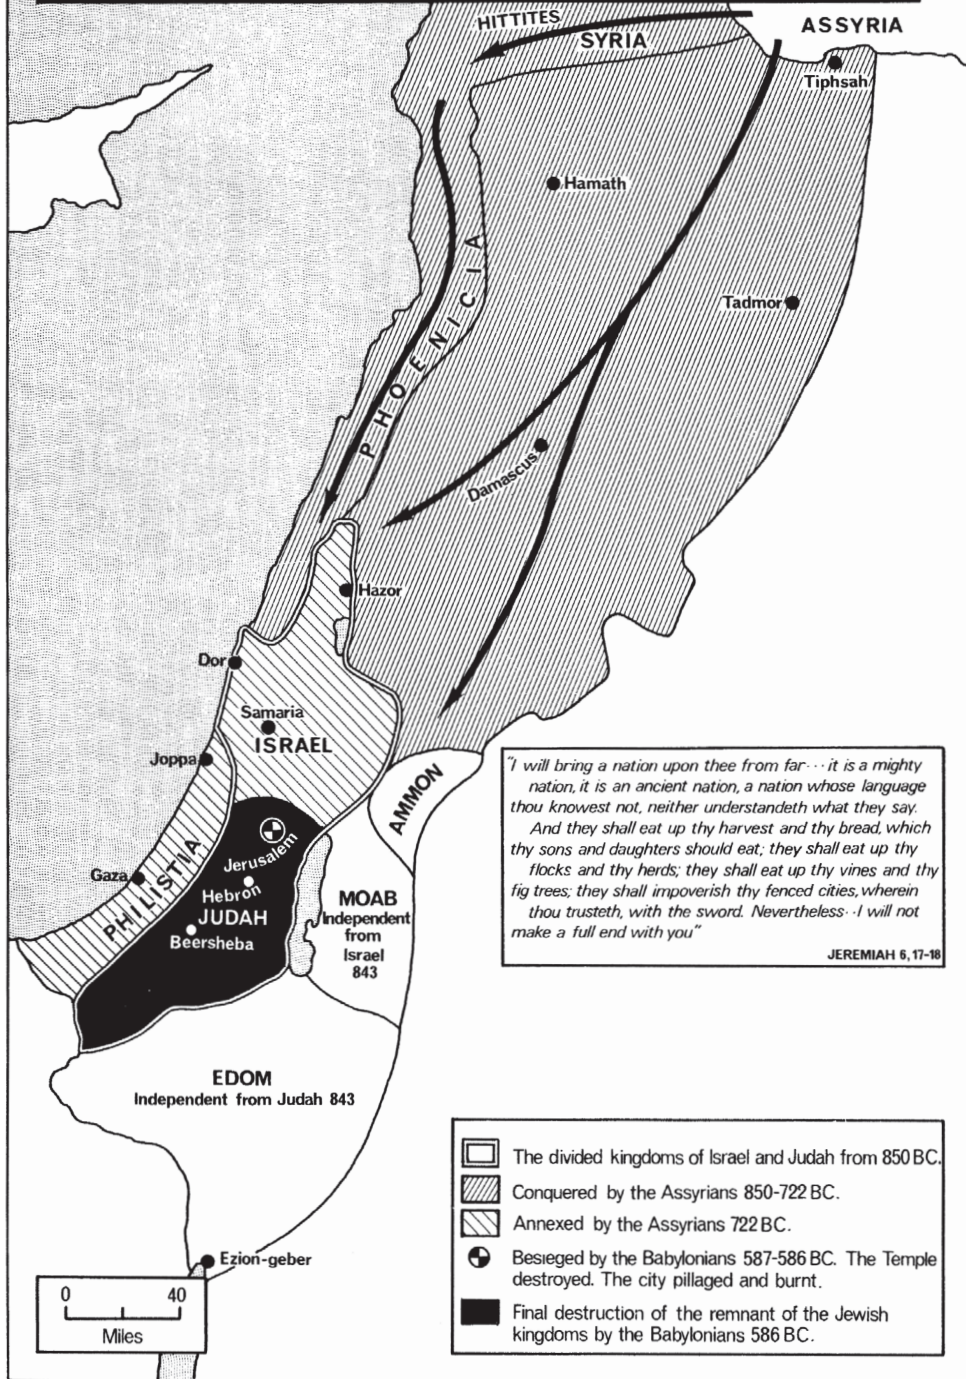 HITTITES
SYRIA
ASSYRIA
Tiphsah
Hamath
PHOENICIA
Tadmor
Damascus
Hazor
Dor
Samaria
ISRAEL
Joppa
AMMON
Jerusalem
Gaza
PHILISTIA
Hebron
JUDAH
Beersheba
MOAB
Independent
from
Israel
843
"I will bring a nation upon thee from far··· it is a mighty
nation, it is an ancient nation, a nation whose language
thou knowest not, neither understandeth what they say.
And they shall eat up thy harvest and thy bread, which
thy sons and daughters should eat; they shall eat up thy
flocks and thy herds; they shall eat up thy vines and thy
fig trees; they shall impoverish thy fenced cities, wherein
thou trusteth, with the sword. Nevertheless··I will not
make a full end with you"
JEREMIAH 6, 17-18
EDOM
Independent from Judah 843
Ezion-geber
0 40
Miles
The divided kingdoms of Israel and Judah from 850 BC.
Conquered by the Assyrians 850-722 BC.
Annexed by the Assyrians 722 BC.
Besieged by the Babylonians 587-586 BC. The Temple
destroyed. The city pillaged and burnt.
Final destruction of the remnant of the Jewish
kingdoms by the Babylonians 586 BC.